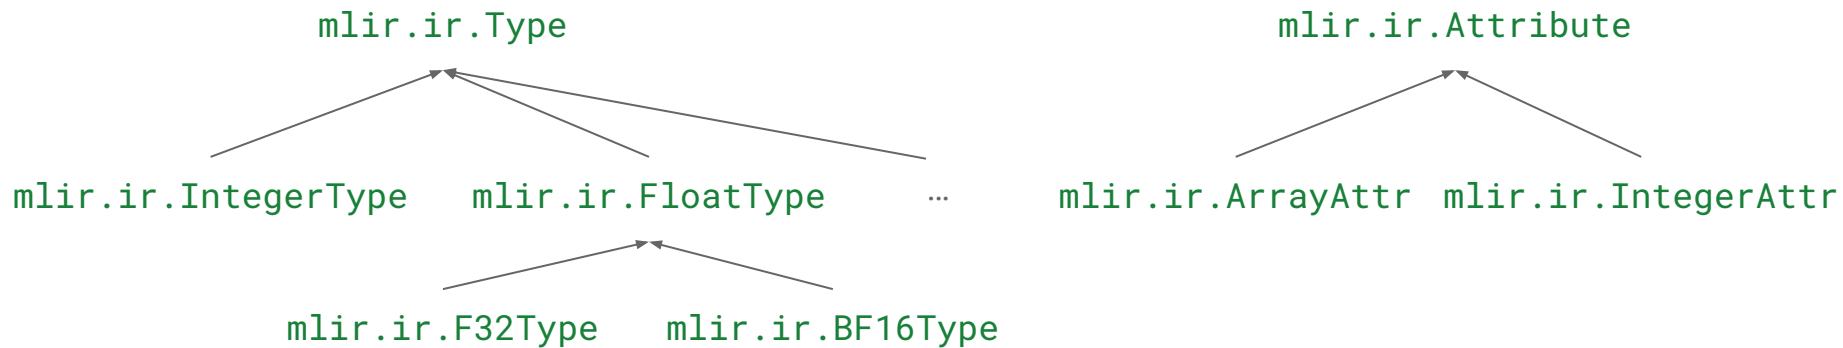 mlir.ir.Type
mlir.ir.Attribute
mlir.ir.IntegerType
mlir.ir.FloatType
...
mlir.ir.ArrayAttr
mlir.ir.IntegerAttr
mlir.ir.F32Type
mlir.ir.BF16Type